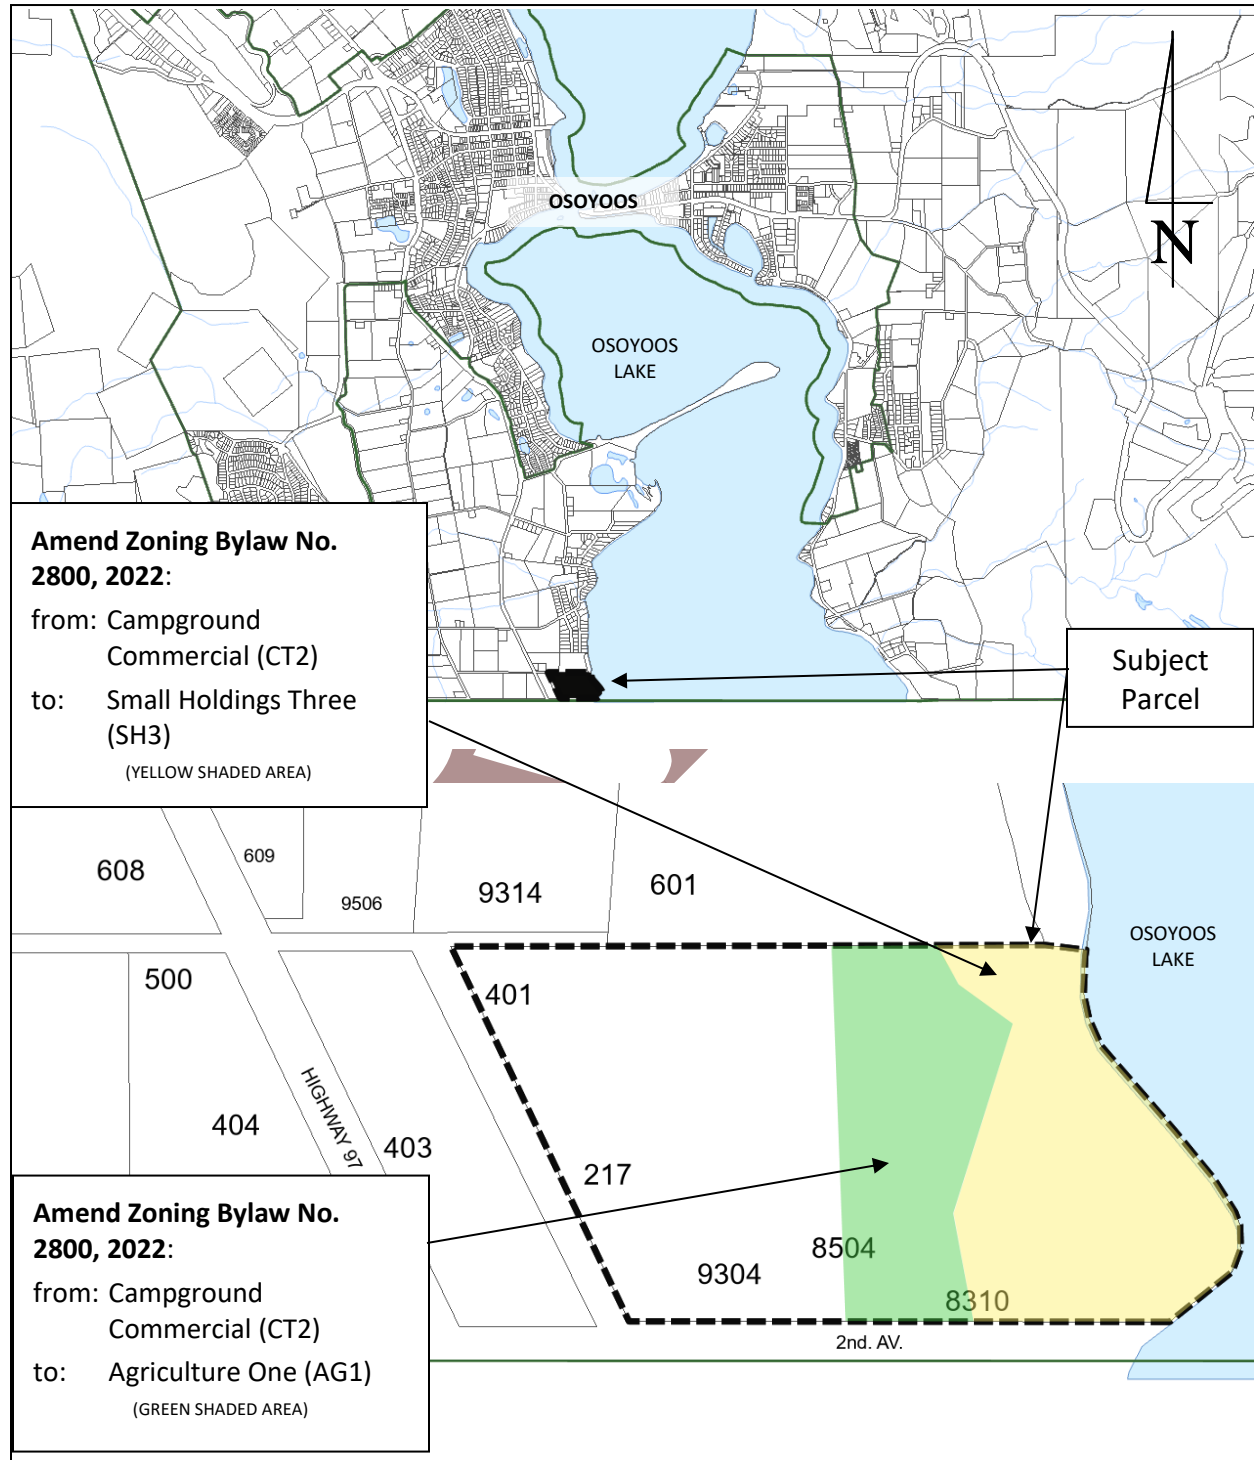 N
OSOYOOS
OSOYOOS
LAKE
Amend Zoning Bylaw No.
2800, 2022:
from: Campground
Commercial (CT2)
to: Small Holdings Three
(SH3)
(YELLOW SHADED AREA)
Subject
Parcel
608
609
9506
9314
601
OSOYOOS
LAKE
500
401
404
HIGHWAY 97
403
217
8504
9304
8310
2nd. AV.
Amend Zoning Bylaw No.
2800, 2022:
from: Campground
Commercial (CT2)
to: Agriculture One (AG1)
(GREEN SHADED AREA)